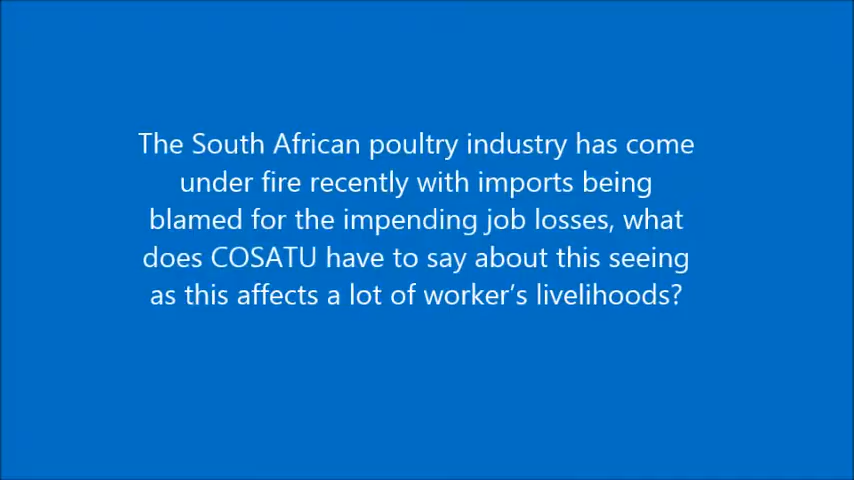 The South African poultry industry has come
under fire recently with imports being
blamed for the impending job losses, what
does COSATU have to say about this seeing
as this affects a lot of worker’s livelihoods?